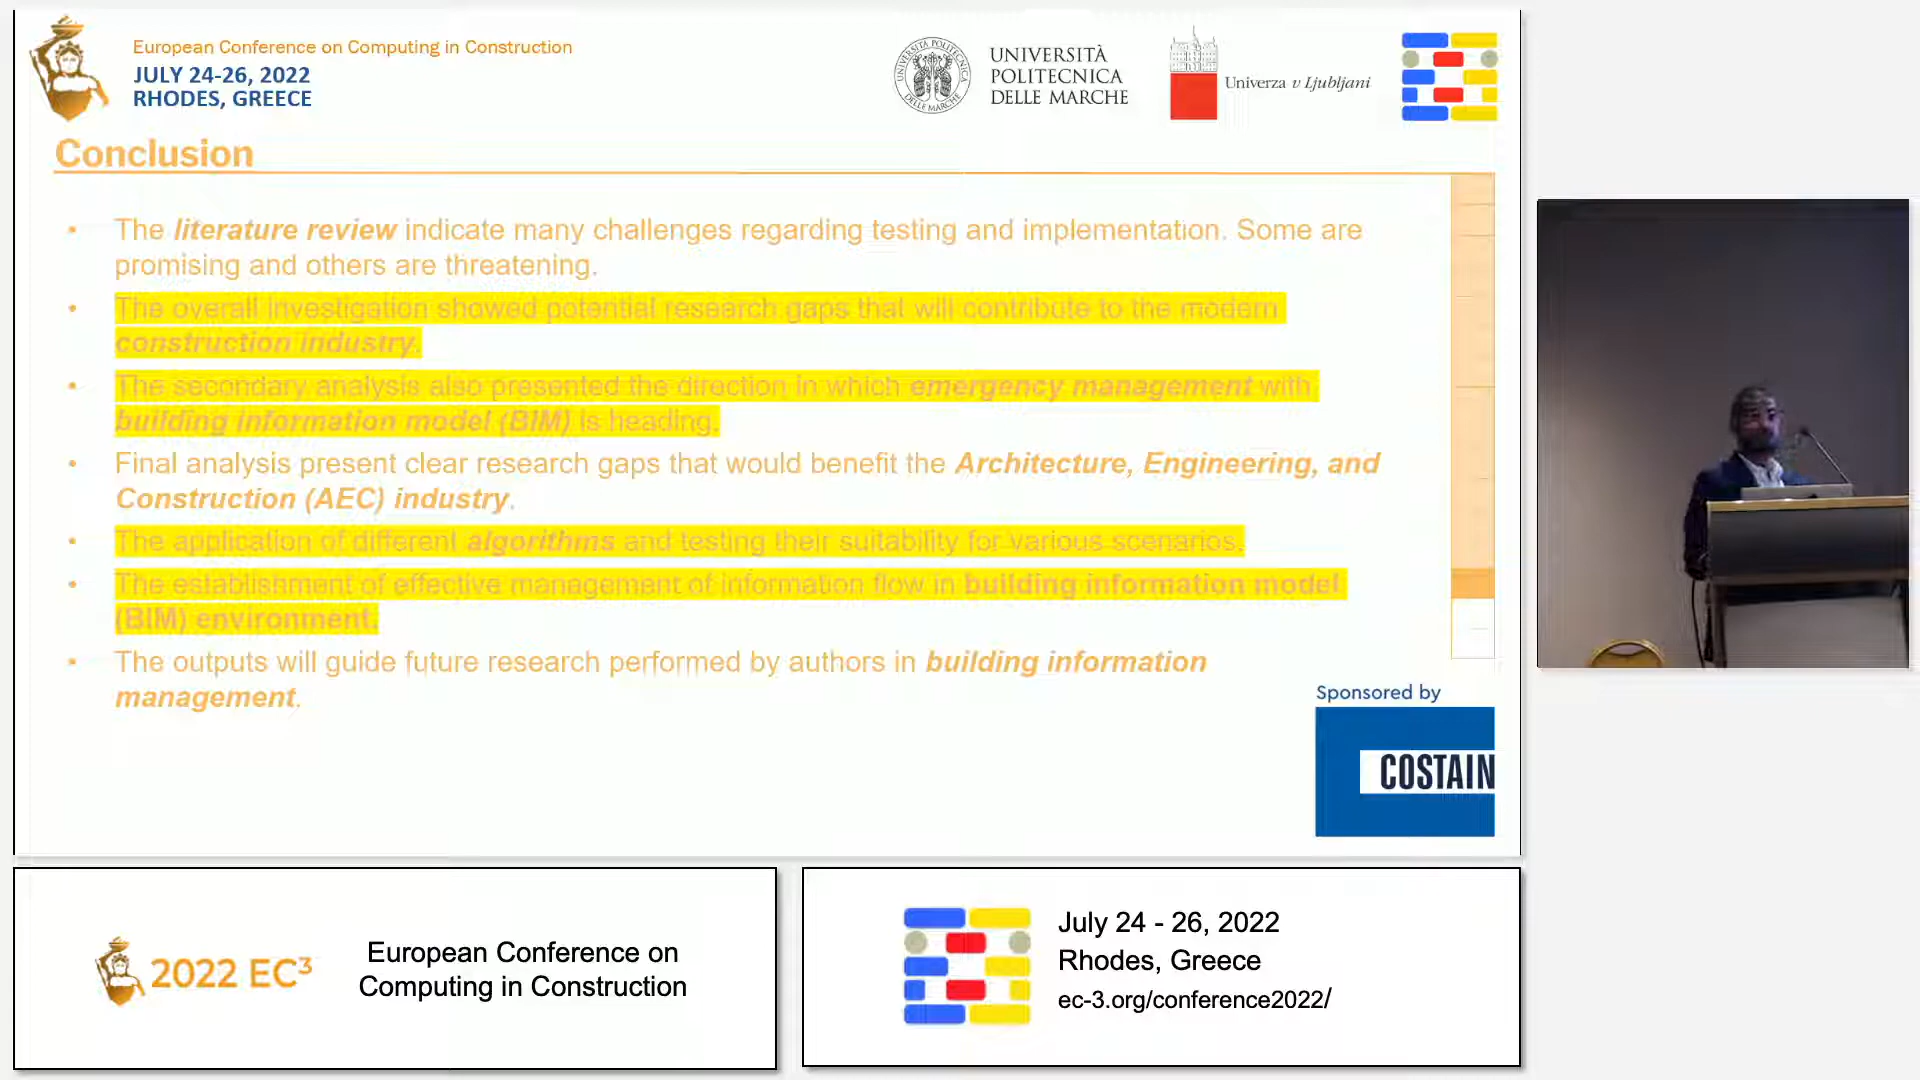 European Conference on Computing in Construction
JULY 24-26, 2022
RHODES, GREECE
UNIVERSITÀ
POLITECNICA
DELLE MARCHE
Univerza v Ljubljani
Conclusion
• The literature review indicate many challenges regarding testing and implementation. Some are
promising and others are threatening.
• The overall investigation showed potential research gaps that will contribute to the modern
construction industry.
• The secondary analysis also presented the direction in which emergency management with
building information model (BIM) is heading.
• Final analysis present clear research gaps that would benefit the Architecture, Engineering, and
Construction (AEC) industry.
• The application of different algorithms and testing their suitability for various scenarios.
• The establishment of effective management of information flow in building information model
(BIM) environment.
• The outputs will guide future research performed by authors in building information
management.
Sponsored by
COSTAIN
2022 EC³
European Conference on
Computing in Construction
July 24 - 26, 2022
Rhodes, Greece
ec-3.org/conference2022/